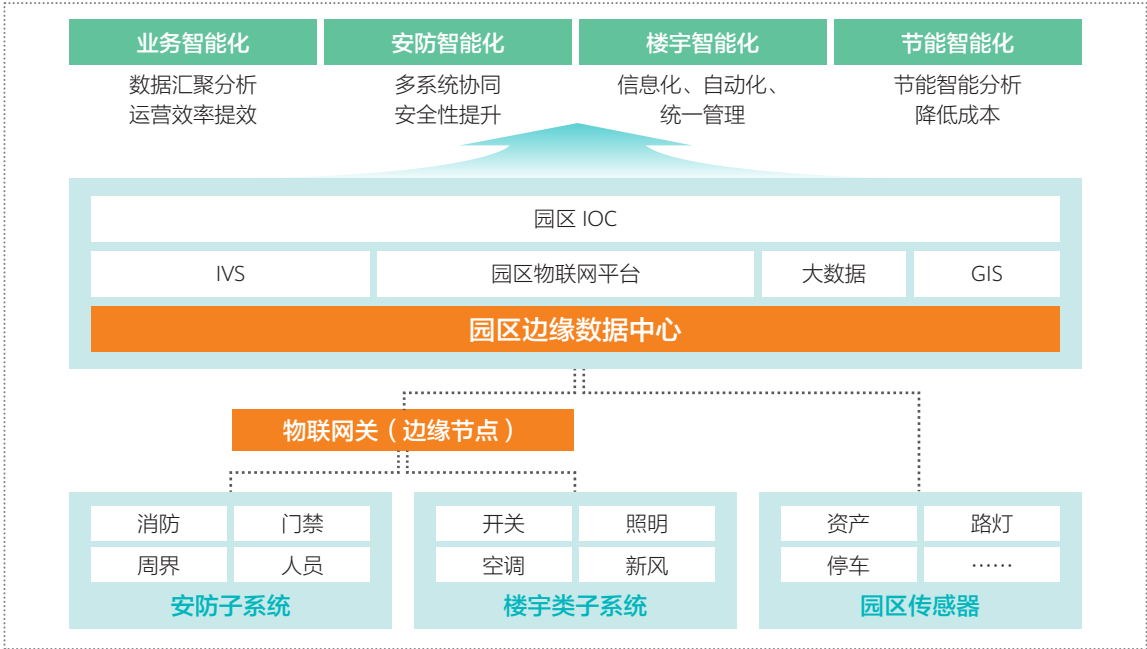 业务智能化
安防智能化
楼宇智能化
节能智能化
数据汇聚分析
运营效率提效
多系统协同
安全性提升
信息化、自动化、
统一管理
节能智能分析
降低成本
园区 IOC
IVS
园区物联网平台
大数据
GIS
园区边缘数据中心
物联网关（边缘节点）
消防
门禁
周界
人员
安防子系统
开关
照明
空调
新风
楼宇类子系统
资产
路灯
停车
……
园区传感器